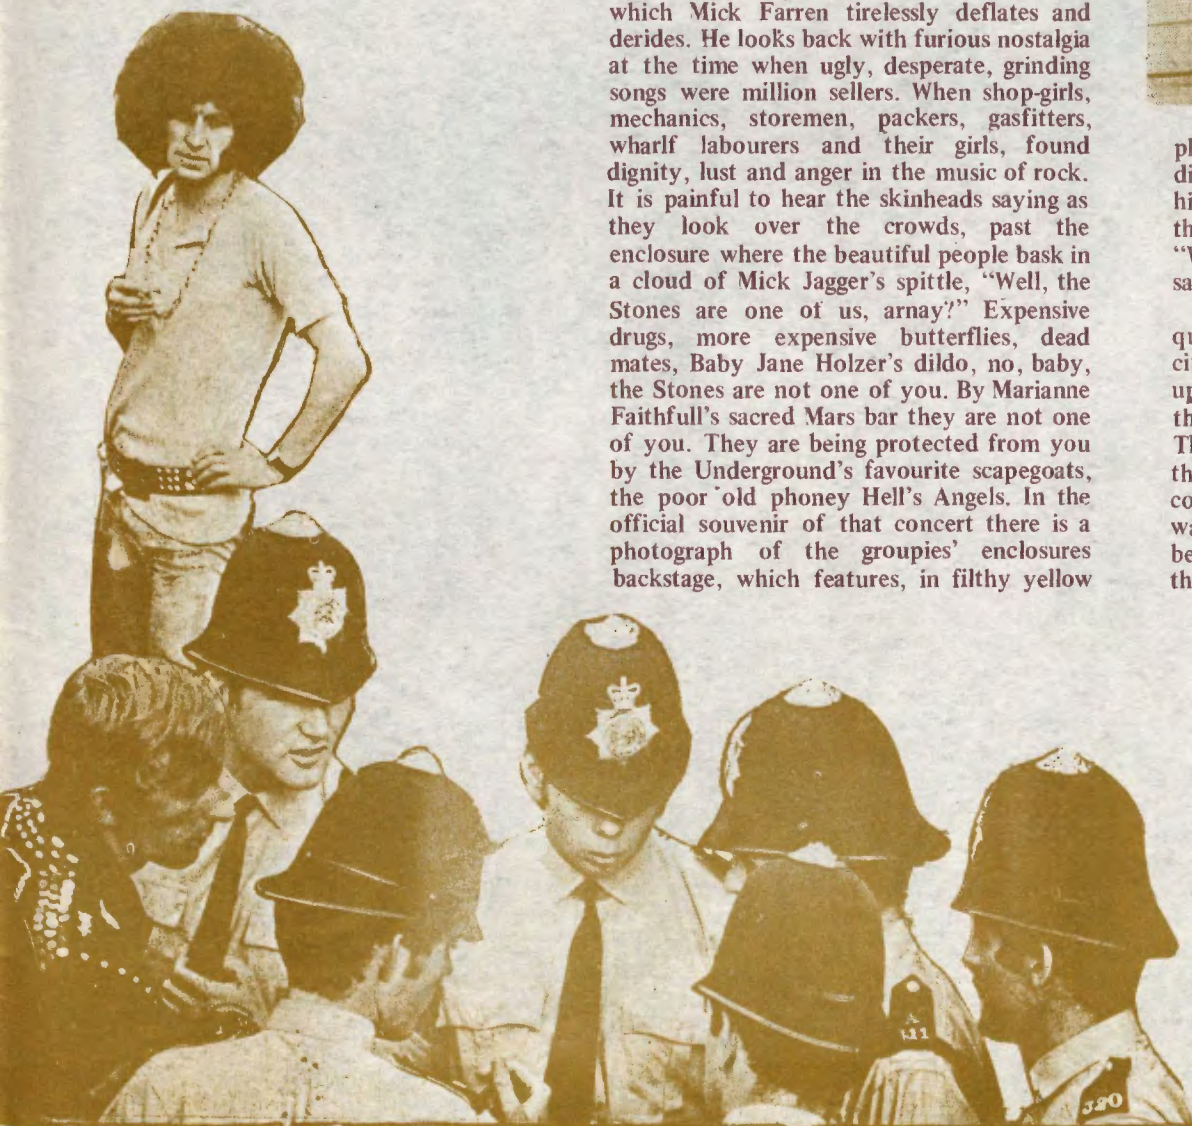 which Mick Farren tirelessly deflates and
derides. He looks back with furious nostalgia
at the time when ugly, desperate, grinding
songs were million sellers. When shop-girls,
mechanics, storemen, packers, gasfitters,
wharlf labourers and their girls, found
dignity, lust and anger in the music of rock.
It is painful to hear the skinheads saying as
they look over the crowds, past the
enclosure where the beautiful people bask in
a cloud of Mick Jagger's spittle, “Well, the
Stones are one of us, arnay?” Expensive
drugs, more expensive butterflies, dead
mates, Baby Jane Holzer's dildo, no, baby,
the Stones are not one of you. By Marianne
Faithfull's sacred Mars bar they are not one
of you. They are being protected from you
by the Underground's favourite scapegoats,
the poor old phoney Hell's Angels. In the
official souvenir of that concert there is a
photograph of the groupies' enclosures
backstage, which features, in filthy yellow
J20